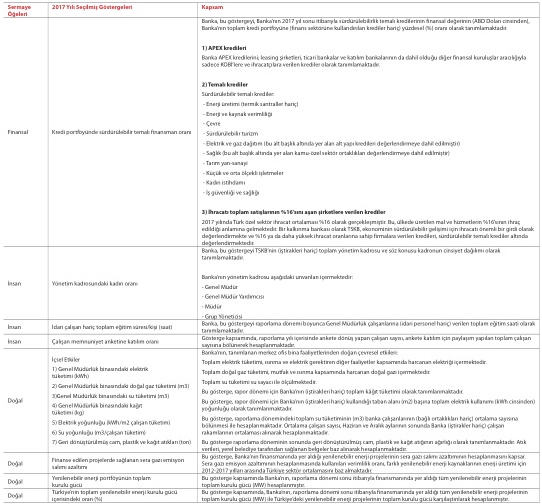 Sermaye
Öğeleri
2017 Yılı Seçilmiş Göstergeleri
Kapsam
Finansal
Kredi portföyünde sürdürülebilir temalı finansman oranı
Banka, bu göstergeyi, Banka'nın 2017 yıl sonu itibarıyla sürdürülebilirlik temalı kredilerinin finansal değerinin (ABD Doları cinsinden),
Banka'nın toplam kredi portföyüne (finans sektörüne kullandırılan krediler hariç) yüzdesel (%) oranı olarak tanımlamaktadır.
1) APEX kredileri
Banka APEX kredilerini, leasing şirketleri, ticari bankalar ve katılım bankalarının da dahil olduğu diğer finansal kuruluşlar aracılığıyla
sadece KOBİ'lere ve ihracatçılara verilen krediler olarak tanımlamaktadır.
2) Temalı krediler
Sürdürülebilir temalı krediler:
- Enerji üretimi (termik santraller hariç)
- Enerji ve kaynak verimliliği
- Çevre
- Sürdürülebilir turizm
- Elektrik ve gaz dağıtım (bu alt başlık altında yer alan alt yapı kredileri değerlendirmeye dahil edilmiştir)
- Sağlık (bu alt başlık altında yer alan kamu-özel sektör ortaklıkları değerlendirmeye dahil edilmiştir)
- Tarım yan-sanayi
- Küçük ve orta ölçekli işletmeler
- Kadın istihdamı
- İş güvenliği ve sağlığı
3) İhracatı toplam satışlarının %16'sını aşan şirketlere verilen krediler
2017 yılında Türk özel sektör ihracat ortalaması %16 olarak gerçekleşmiştir. Bu, ülkede üretilen mal ve hizmetlerin %16'sının ihraç
edildiği anlamına gelmektedir. Bir kalkınma bankası olarak TSKB, ekonominin sürdürülebilir gelişimi için ihracatı önemli bir girdi olarak
değerlendirmekte ve %16 ya da daha yüksek ihracat oranlarına sahip firmalara verilen kredileri, sürdürülebilir temalı krediler altında
değerlendirmektedir.
İnsan
Yönetim kadrosundaki kadın oranı
Banka, bu göstergeyi TSKB'nin (iştirakleri hariç) toplam yönetim kadrosu ve söz konusu kadronun cinsiyet dağılımı olarak
tanımlamaktadır.
Banka'nın yönetim kadrosu aşağıdaki unvanları içermektedir:
- Genel Müdür
- Genel Müdür Yardımcısı
- Müdür
- Grup Yöneticisi
İnsan
İdari çalışan hariç toplam eğitim süresi/kişi (saat)
Banka, bu göstergeyi raporlama dönemi boyunca Genel Müdürlük çalışanlarına (idari personel hariç) verilen toplam eğitim saati olarak
tanımlamaktadır.
İnsan
Çalışan memnuniyet anketine katılım oranı
Gösterge kapsamında, raporlama yılı içerisinde ankete dönüş yapan çalışan sayısı, ankete katılım için paylaşım yapılan toplam çalışan
sayısına bölünerek hesaplanmaktadır.
Doğal
İçsel Etkiler
1) Genel Müdürlük binasındaki elektrik
tüketimi (kWh)
2) Genel Müdürlük binasındaki doğal gaz tüketimi (m3)
3)Genel Müdürlük binasındaki su tüketimi (m3)
4) Genel Müdürlük binasındaki kağıt
tüketimi (kg)
5) Elektrik yoğunluğu (kWh/m2 çalışan tüketim)
6) Su yoğunluğu (m3/çalışan tüketim)
7) Geri dönüştürülmüş cam, plastik ve kağıt atıkları (ton)
Banka'nın, tanımlanan merkez ofis bina faaliyetlerinden doğan çevresel etkileri:
Toplam elektrik tüketimi, ısınma ve elektrik gerektiren diğer faaliyetler kapsamında harcanan elektriği içermektedir.
Toplam doğal gaz tüketimi, mutfak ve ısınma kapsamında harcanan doğal gazı içermektedir.
Toplam su tüketimi su sayacı ile ölçülmektedir.
Bu gösterge, rapor dönemi için Banka'nın (iştirakleri hariç) toplam kâğıt tüketimi olarak tanımlanmaktadır.
Bu gösterge, rapor dönemi için Banka'nın (iştirakleri hariç) kullandığı taban alanı (m2) başına toplam elektrik kullanımı (kWh cinsinden)
yoğunluğu olarak tanımlanmaktadır.
Bu gösterge, raporlama dönemindeki toplam su tüketiminin (m3) banka çalışanlarının (bağlı ortaklıkları hariç) ortalama sayısına
bölünmesi ile hesaplanmaktadır. Ortalama çalışan sayısı, Haziran ve Aralık aylarının sonunda Banka (iştirakler hariç) çalışan
rakamlarının ortalaması alınarak hesaplanmaktadır.
Bu gösterge raporlama döneminin sonunda geri dönüştürülmüş cam, plastik ve kağıt atığının ağırlığı olarak tanımlanmaktadır. Atık
verileri, yerel belediye tarafından sağlanan belgeler baz alınarak hesaplanmaktadır.
Doğal
Finanse edilen projelerde sağlanan sera gazı emisyon
salımı azaltımı
Bu gösterge, Banka'nın finansmanında yer aldığı yenilenebilir enerji projelerinin sera gazı salımı azaltımının hesaplanmasını kapsar.
Sera gazı emisyon azaltımının hesaplanmasında kullanılan verimlilik oranı, farklı yenilenebilir enerji kaynaklarının enerji üretimi için
2012-2017 yılları arasında Türkiye sektör ortalamasını baz almaktadır.
Doğal
Yenilenebilir enerji portföyünün toplam
kurulu gücü
Bu gösterge kapsamında, Banka'nın, raporlama dönemi sonu itibarıyla finansmanında yer aldığı tüm yenilenebilir enerji projelerinin
toplam kurulu gücü (MW) hesaplanmıştır.
Doğal
Türkiye'nin toplam yenilenebilir enerji kurulu gücü
içerisindeki oranı (%)
Bu gösterge kapsamında, Bankanın, raporlama dönemi sonu itibarıyla finansmanında yer aldığı tüm yenilenebilir enerji projelerinin
toplam kurulu gücü (MW) ile Türkiye'deki yenilenebilir enerji projelerinin toplam kurulu gücü karşılaştırılarak hesaplanmıştır.